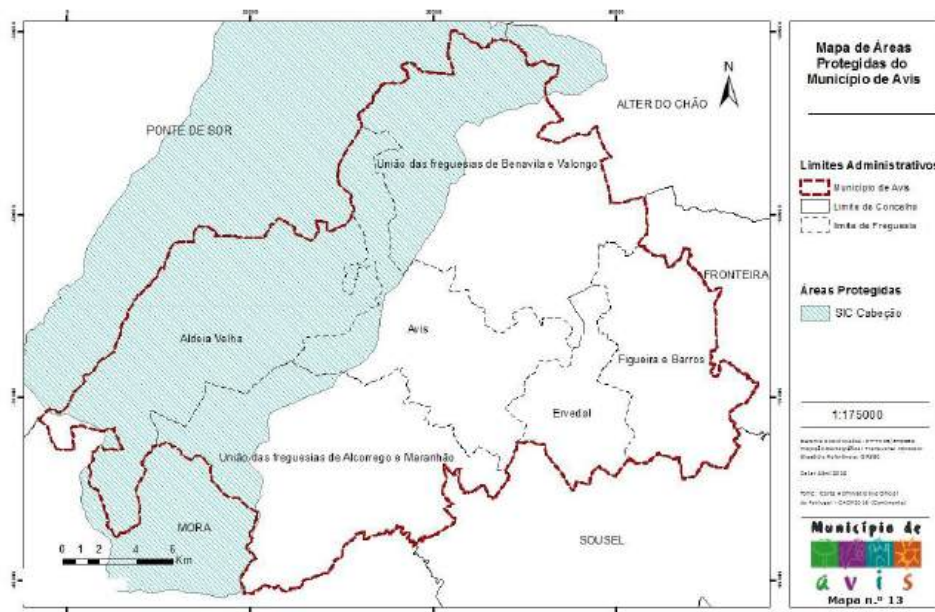 Mapa de Áreas
Protegidas do
Município de Avis
N
ALTER DO CHÃO
PONTE DE SOR
União das freguesias de Benavila e Valongo
FRONTEIRA
Aldeia Velha
Avis
Figueira e Barros
Ervedal
União das freguesias de Alcorrego e Maranhão
MORA
SOUSEL
0 1 2 4 6
Km
Limites Administrativos
Município de Avis
Limite de Concelho
limite de Freguesia
Áreas Protegidas
SIC Cabeção
1:175000
Município de
avis
Mapa n.º 13